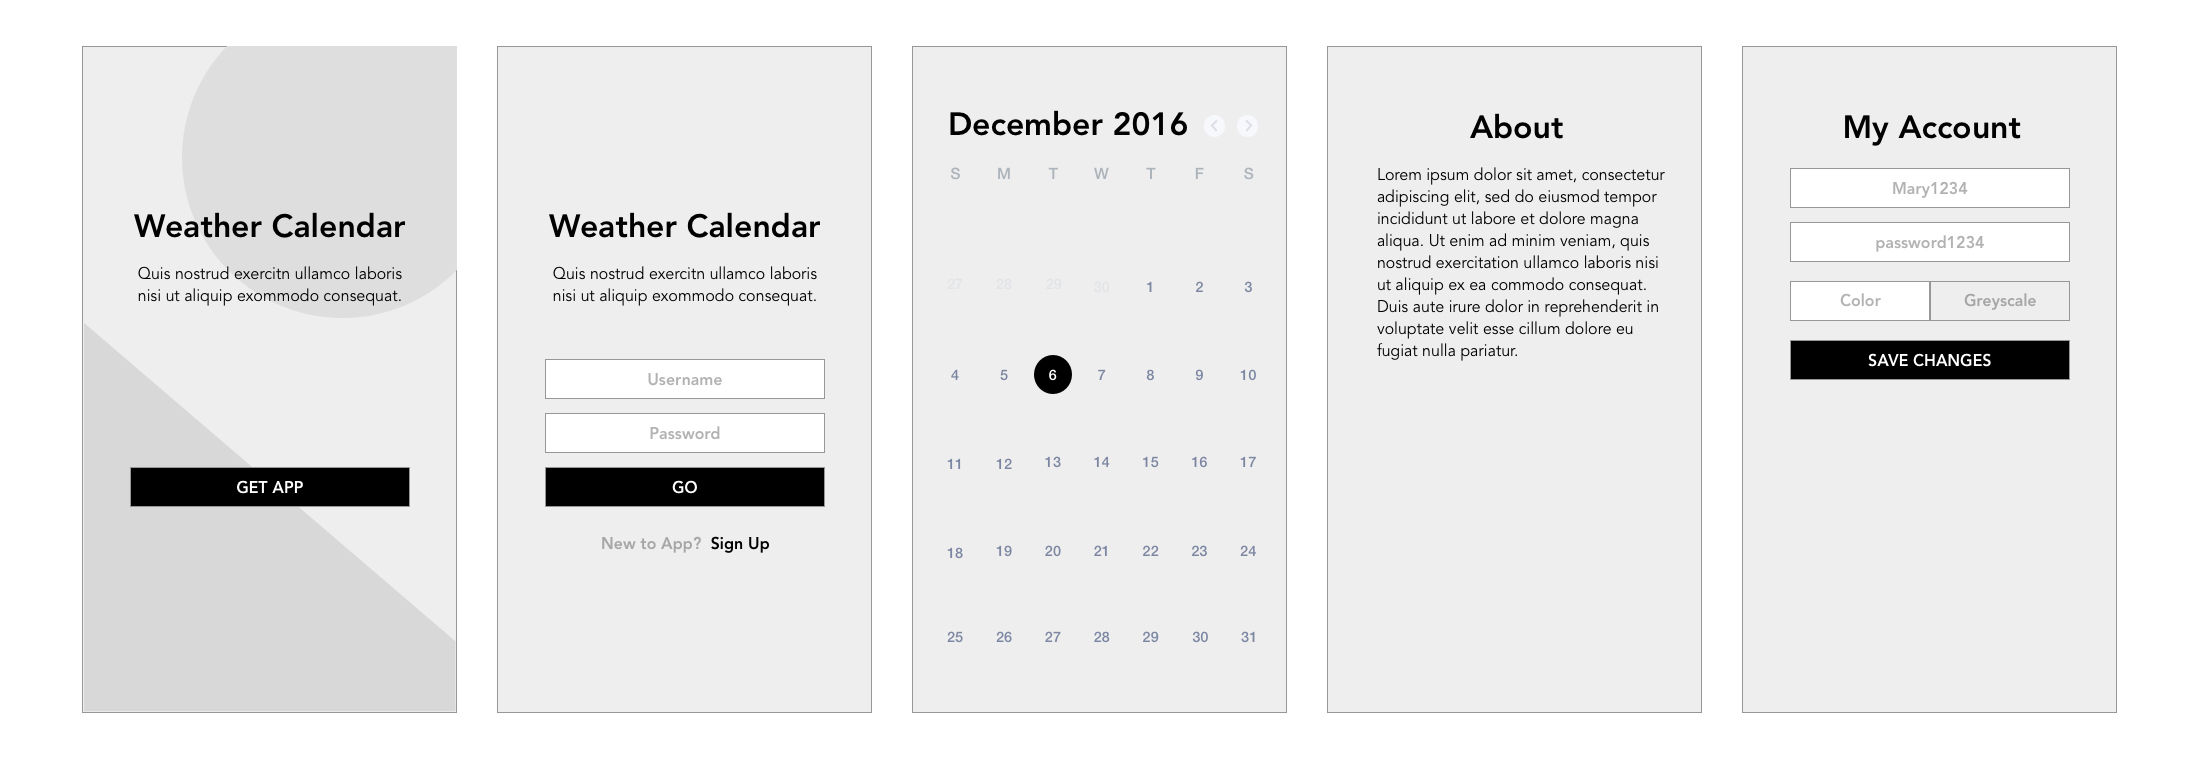 Weather Calendar
Quis nostrud exercitn ullamco laboris
nisi ut aliquip exommodo consequat.
GET APP
Weather Calendar
Quis nostrud exercitn ullamco laboris
nisi ut aliquip exommodo consequat.
Username
Password
GO
New to App? Sign Up
December 2016
S M T W T F S
27 28 29 30 1 2 3
4 5 6 7 8 9 10
11 12 13 14 15 16 17
18 19 20 21 22 23 24
25 26 27 28 29 30 31
About
Lorem ipsum dolor sit amet, consectetur
adipiscing elit, sed do eiusmod tempor
incididunt ut labore et dolore magna
aliqua. Ut enim ad minim veniam, quis
nostrud exercitation ullamco laboris nisi
ut aliquip ex ea commodo consequat.
Duis aute irure dolor in reprehenderit in
voluptate velit esse cillum dolore eu
fugiat nulla pariatur.
My Account
Mary1234
password1234
Color Greyscale
SAVE CHANGES